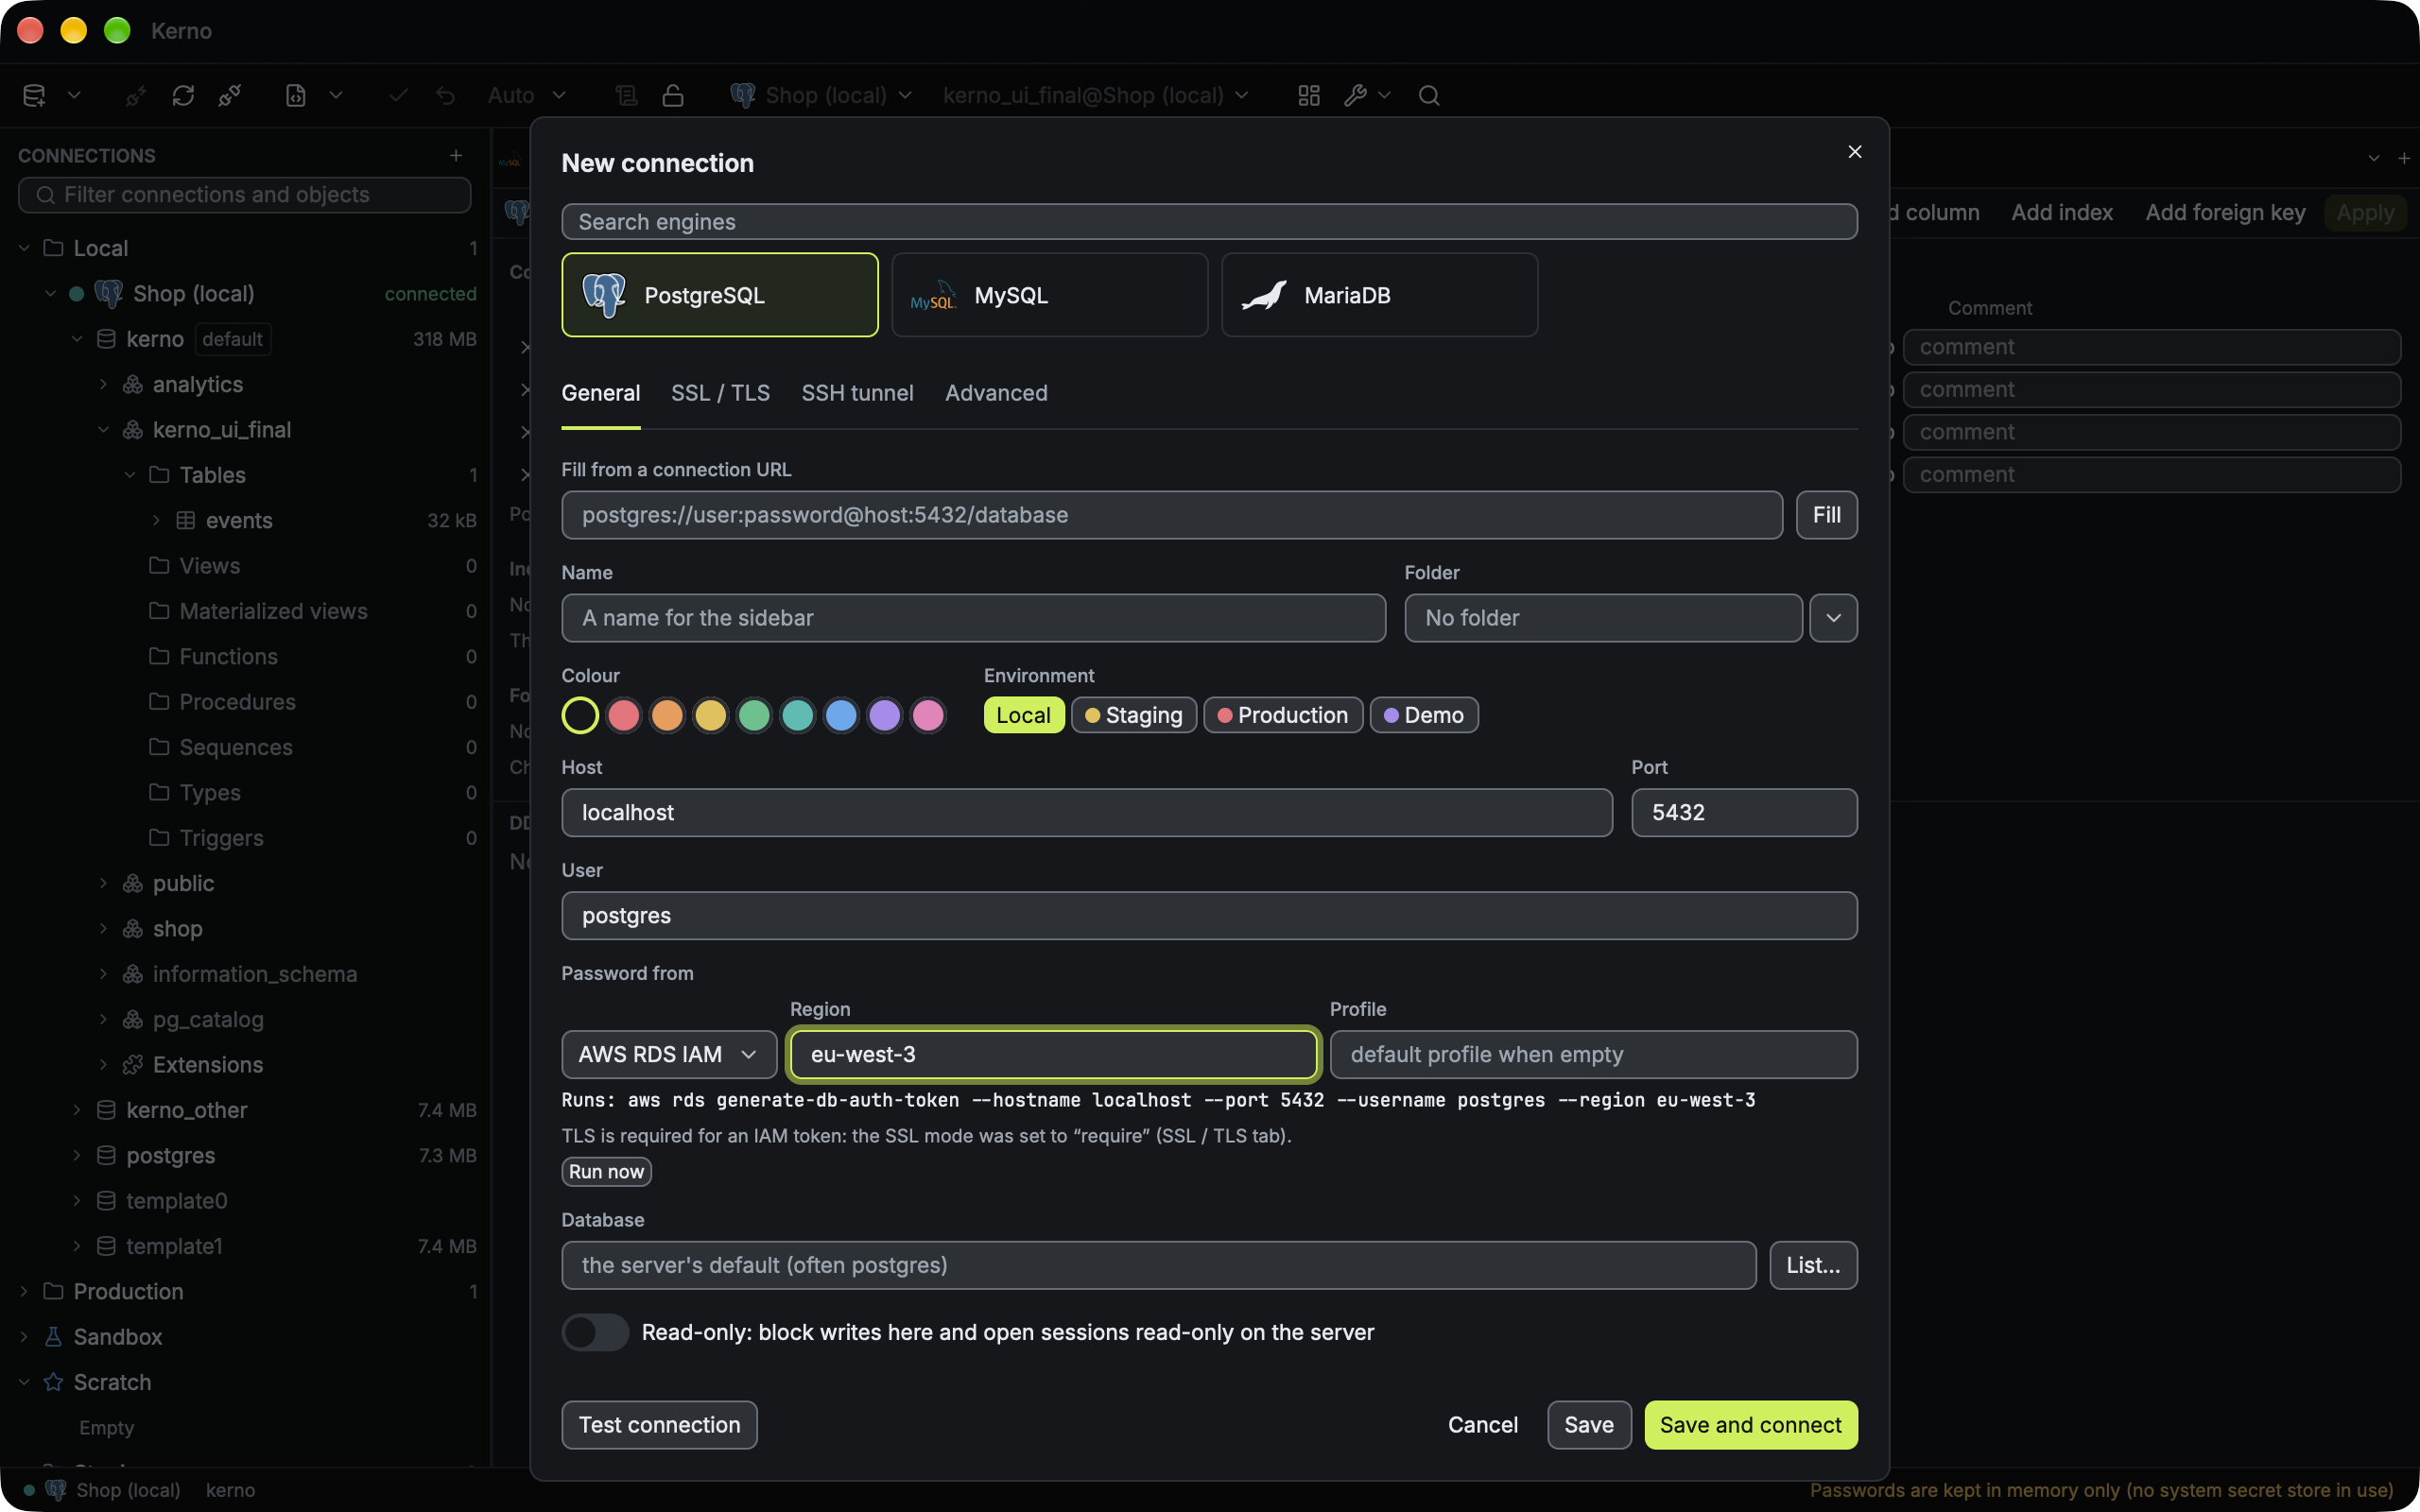 Kerno
Auto
Shop (local)
kerno_ui_final@Shop (local)
CONNECTIONS
Filter connections and objects
Local 1
Shop (local) connected
kerno default 318 MB
analytics
kerno_ui_final
Tables 1
events 32 kB
Views 0
Materialized views 0
Functions 0
Procedures 0
Sequences 0
Types 0
Triggers 0
public
shop
information_schema
pg_catalog
Extensions
kerno_other 7.4 MB
postgres 7.3 MB
template0
template1 7.4 MB
Production 1
Sandbox
Scratch
Empty
New connection
Search engines
PostgreSQL
MySQL
MySQL
MariaDB
General SSL / TLS SSH tunnel Advanced
Fill from a connection URL
postgres://user:password@host:5432/database Fill
Name Folder
A name for the sidebar No folder
Colour Environment
Local Staging Production Demo
Host Port
localhost 5432
User
postgres
Password from
Region Profile
AWS RDS IAM eu-west-3 default profile when empty
Runs: aws rds generate-db-auth-token --hostname localhost --port 5432 --username postgres --region eu-west-3
TLS is required for an IAM token: the SSL mode was set to “require” (SSL / TLS tab).
Run now
Database
the server's default (often postgres) List...
Read-only: block writes here and open sessions read-only on the server
Test connection Cancel Save Save and connect
column Add index Add foreign key Apply
Comment
comment
comment
comment
comment
Shop (local) kerno
Passwords are kept in memory only (no system secret store in use)